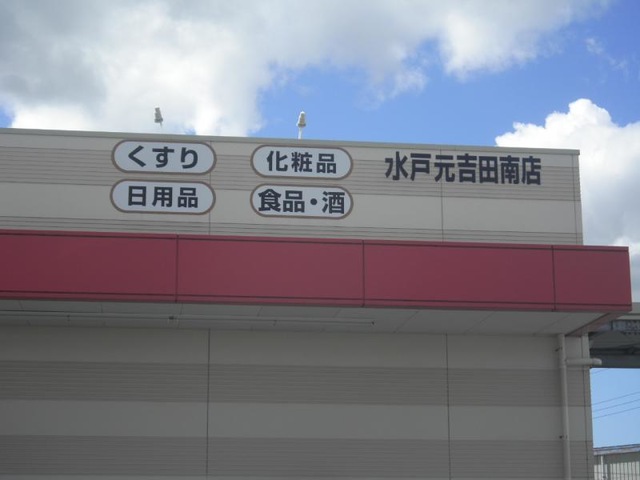 くすり
化粧品
水戸元吉田南店
日用品
食品・酒